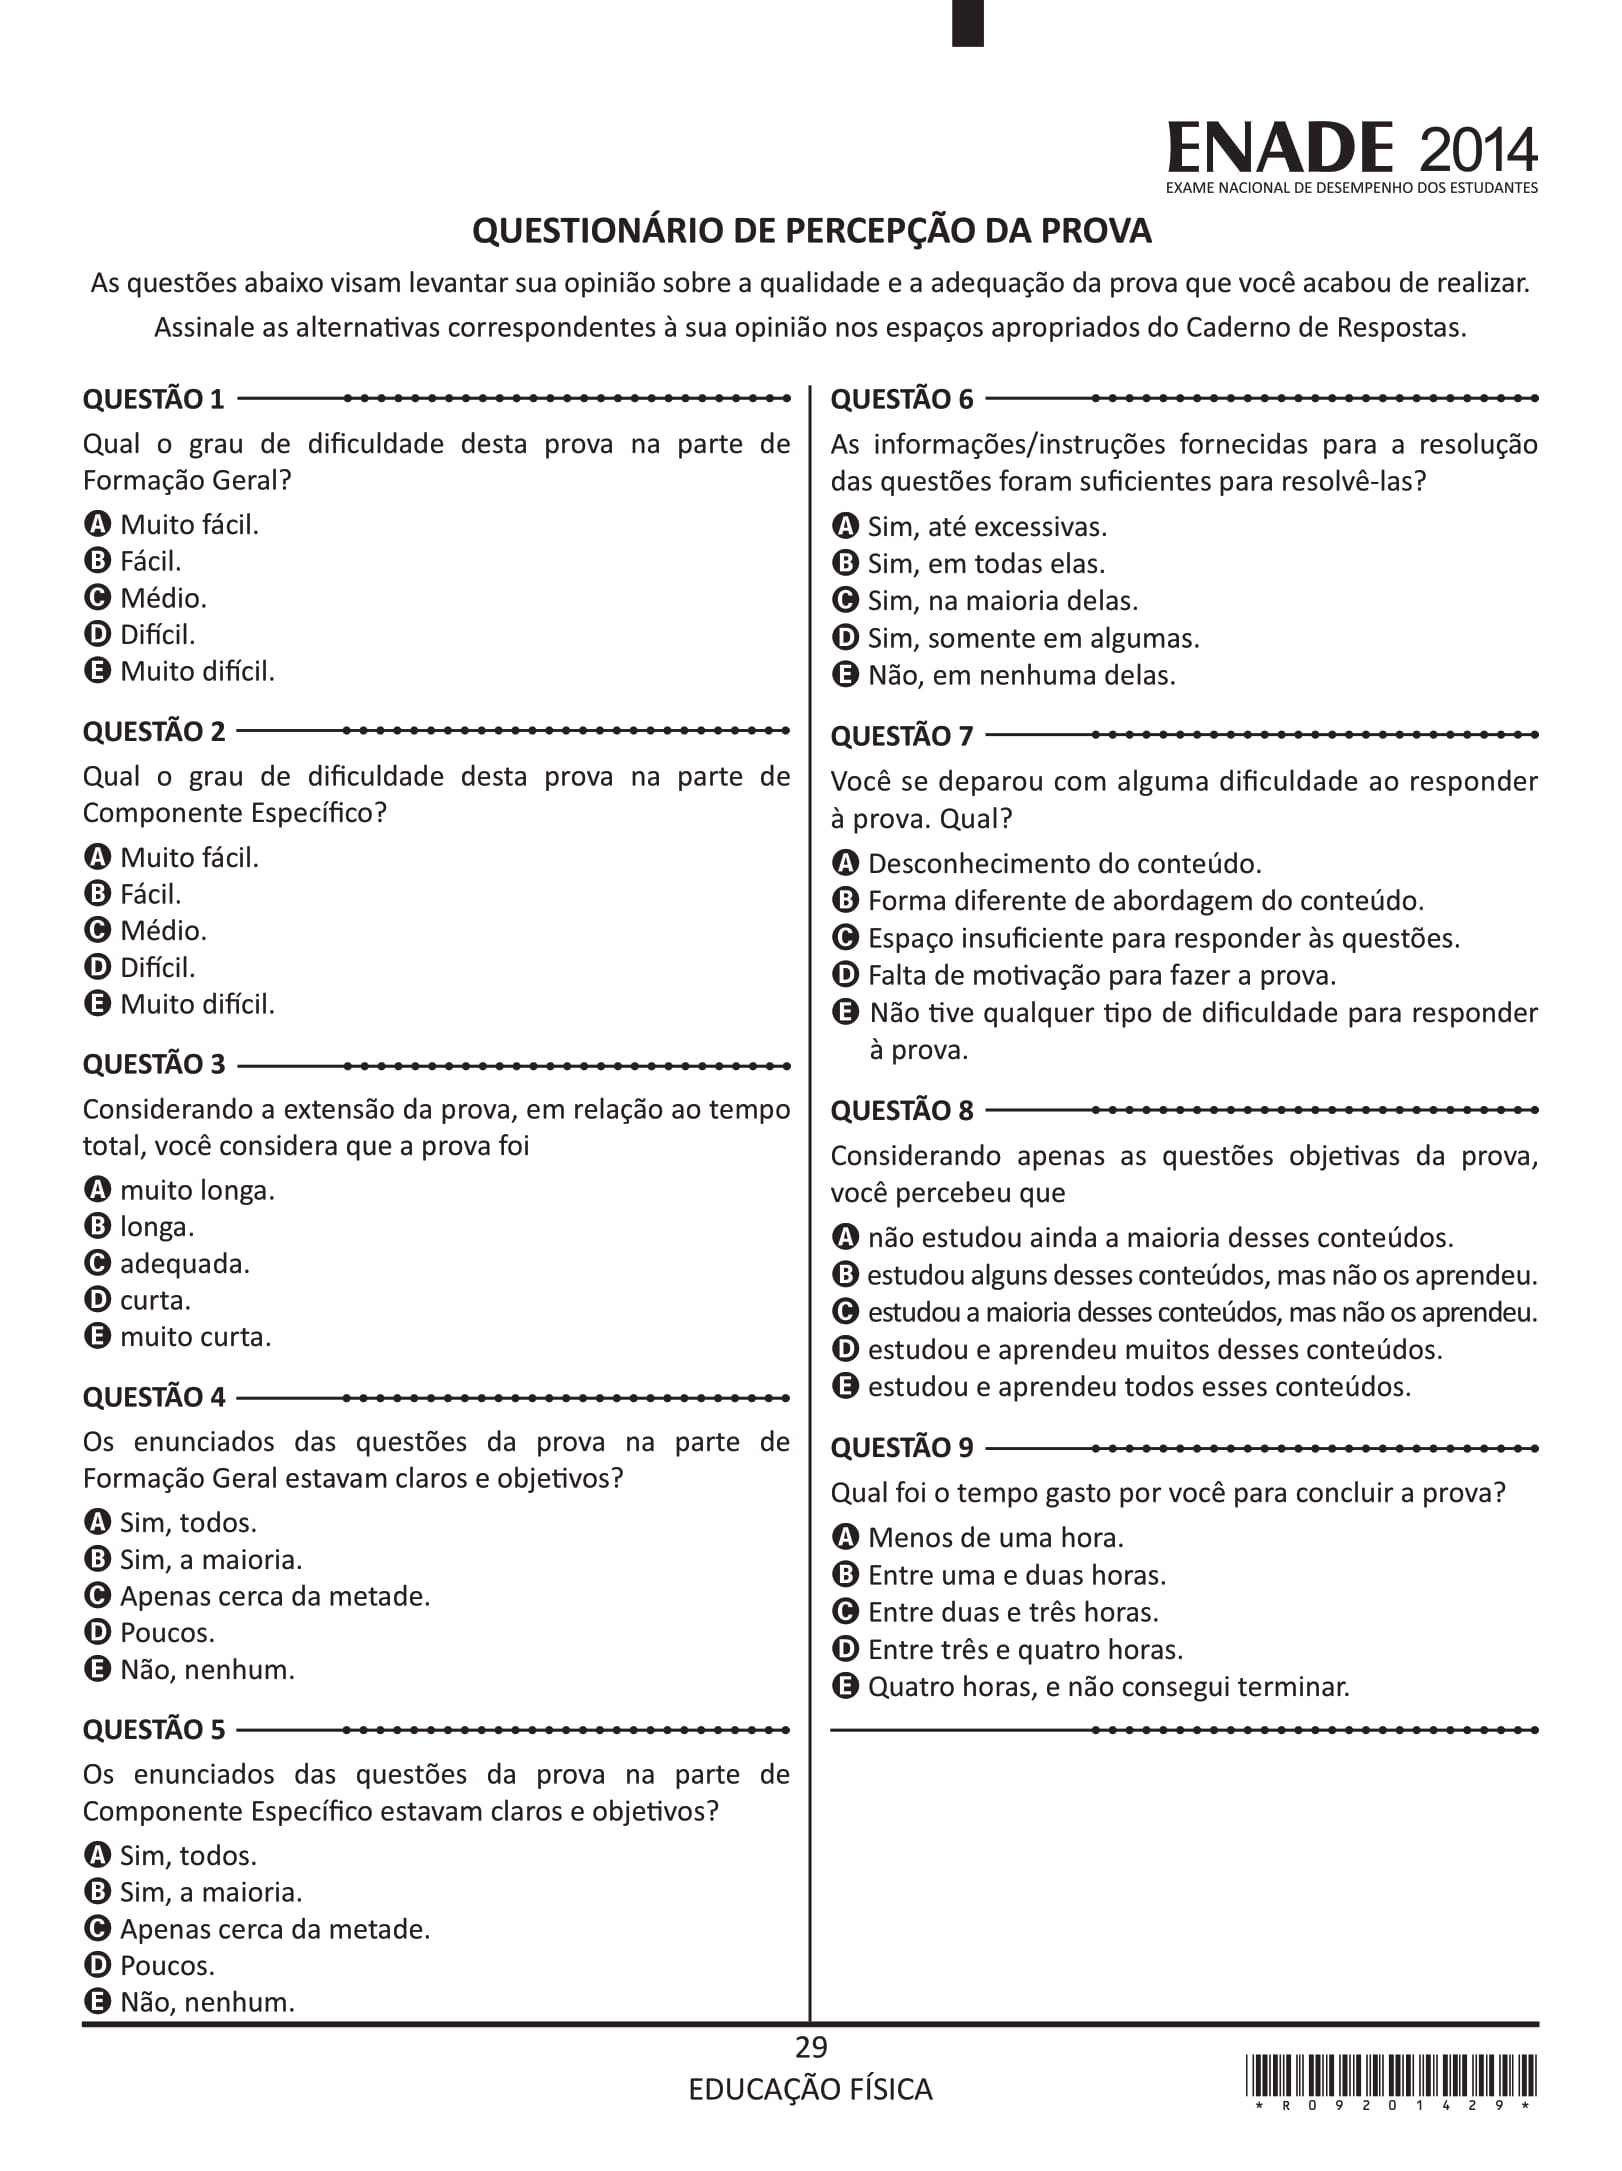 ENADE 2014
EXAME NACIONAL DE DESEMPENHO DOS ESTUDANTES
QUESTIONÁRIO DE PERCEPÇÃO DA PROVA
As questões abaixo visam levantar sua opinião sobre a qualidade e a adequação da prova que você acabou de realizar.
Assinale as alternativas correspondentes à sua opinião nos espaços apropriados do Caderno de Respostas.
QUESTÃO 1
Qual o grau de dificuldade desta prova na parte de
Formação Geral?
A Muito fácil.
B Fácil.
C Médio.
D Difícil.
E Muito difícil.
QUESTÃO 2
Qual o grau de dificuldade desta prova na parte de
Componente Específico?
A Muito fácil.
B Fácil.
C Médio.
D Difícil.
E Muito difícil.
QUESTÃO 3
Considerando a extensão da prova, em relação ao tempo
total, você considera que a prova foi
A muito longa.
B longa.
C adequada.
D curta.
E muito curta.
QUESTÃO 4
Os enunciados das questões da prova na parte de
Formação Geral estavam claros e objetivos?
A Sim, todos.
B Sim, a maioria.
C Apenas cerca da metade.
D Poucos.
E Não, nenhum.
QUESTÃO 5
Os enunciados das questões da prova na parte de
Componente Específico estavam claros e objetivos?
A Sim, todos.
B Sim, a maioria.
C Apenas cerca da metade.
D Poucos.
E Não, nenhum.
QUESTÃO 6
As informações/instruções fornecidas para a resolução
das questões foram suficientes para resolvê-las?
A Sim, até excessivas.
B Sim, em todas elas.
C Sim, na maioria delas.
D Sim, somente em algumas.
E Não, em nenhuma delas.
QUESTÃO 7
Você se deparou com alguma dificuldade ao responder
à prova. Qual?
A Desconhecimento do conteúdo.
B Forma diferente de abordagem do conteúdo.
C Espaço insuficiente para responder às questões.
D Falta de motivação para fazer a prova.
E Não tive qualquer tipo de dificuldade para responder
à prova.
QUESTÃO 8
Considerando apenas as questões objetivas da prova,
você percebeu que
A não estudou ainda a maioria desses conteúdos.
B estudou alguns desses conteúdos, mas não os aprendeu.
C estudou a maioria desses conteúdos, mas não os aprendeu.
D estudou e aprendeu muitos desses conteúdos.
E estudou e aprendeu todos esses conteúdos.
QUESTÃO 9
Qual foi o tempo gasto por você para concluir a prova?
A Menos de uma hora.
B Entre uma e duas horas.
C Entre duas e três horas.
D Entre três e quatro horas.
E Quatro horas, e não consegui terminar.
29
EDUCAÇÃO FÍSICA
* R 0 9 2 0 1 4 2 9 *